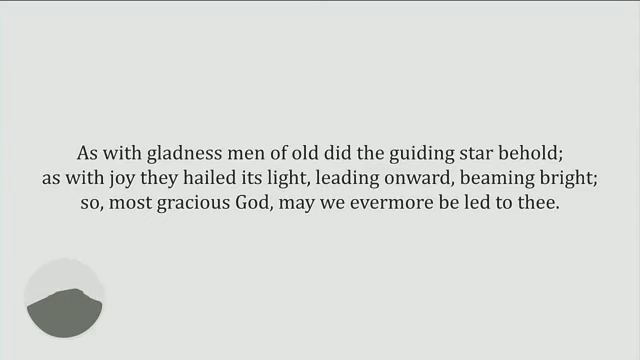 As with gladness men of old did the guiding star behold;
as with joy they hailed its light, leading onward, beaming bright;
so, most gracious God, may we evermore be led to thee.